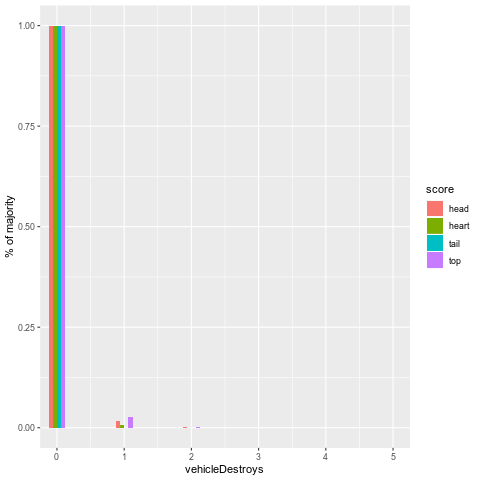 1.00
0.75
0.50
0.25
0.00
% of majority
0 1 2 3 4 5
vehicleDestroys
score
head
heart
tail
top